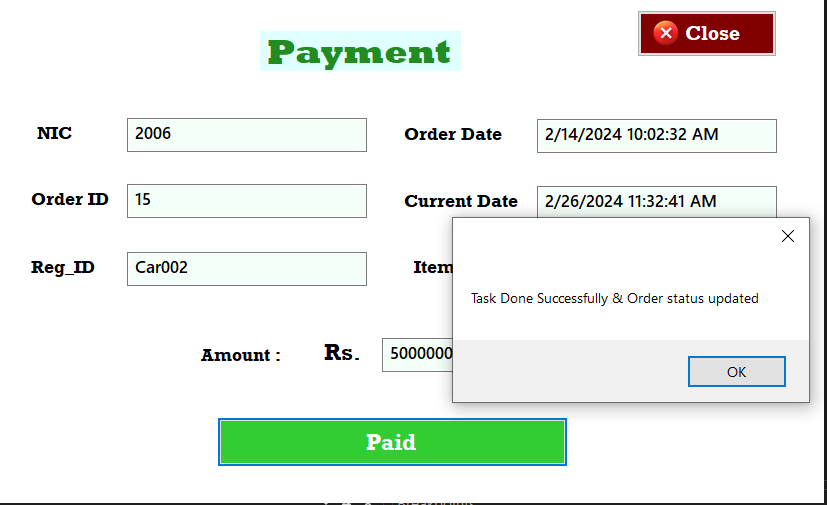 Close
Payment
NIC
2006
Order Date
2/14/2024 10:02:32 AM
Order ID
15
Current Date
2/26/2024 11:32:41 AM
Reg_ID
Car002
Item
Task Done Successfully & Order status updated
OK
Amount :
Rs.
5000000
Paid